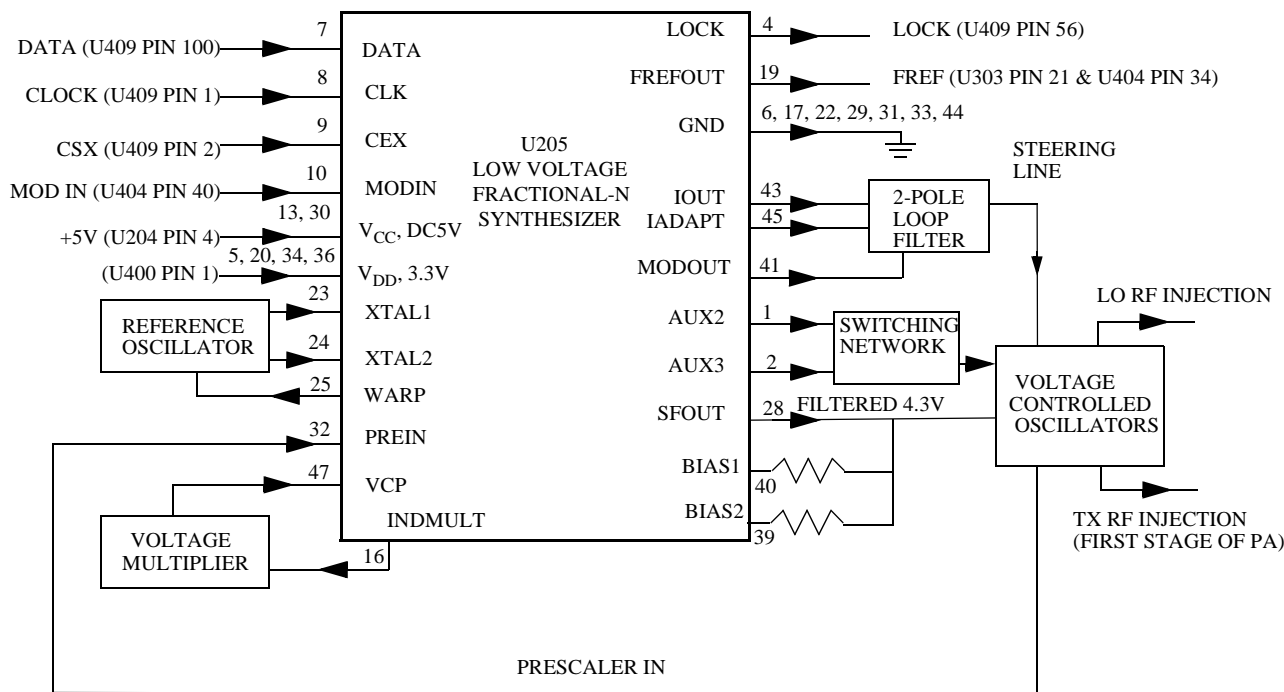 7
DATA (U409 PIN 100)
DATA
8
CLOCK (U409 PIN 1)
CLK
9
CSX (U409 PIN 2)
CEX
10
MOD IN (U404 PIN 40)
MODIN
13, 30
+5V (U204 PIN 4)
VCC, DC5V
5, 20, 34, 36
(U400 PIN 1)
VDD, 3.3V
23
XTAL1
REFERENCE
OSCILLATOR
24
XTAL2
25
WARP
32
PREIN
47
VCP
INDMULT
VOLTAGE
MULTIPLIER
16
U205
LOW VOLTAGE
FRACTIONAL-N
SYNTHESIZER
LOCK
4
LOCK (U409 PIN 56)
FREFOUT
19
FREF (U303 PIN 21 & U404 PIN 34)
GND
6, 17, 22, 29, 31, 33, 44
STEERING
LINE
IOUT
43
IADAPT
45
2-POLE
LOOP
FILTER
MODOUT
41
AUX2
1
SWITCHING
NETWORK
AUX3
2
LO RF INJECTION
VOLTAGE
CONTROLLED
OSCILLATORS
SFOUT
28
FILTERED 4.3V
BIAS1
40
BIAS2
39
TX RF INJECTION
(FIRST STAGE OF PA)
PRESCALER IN